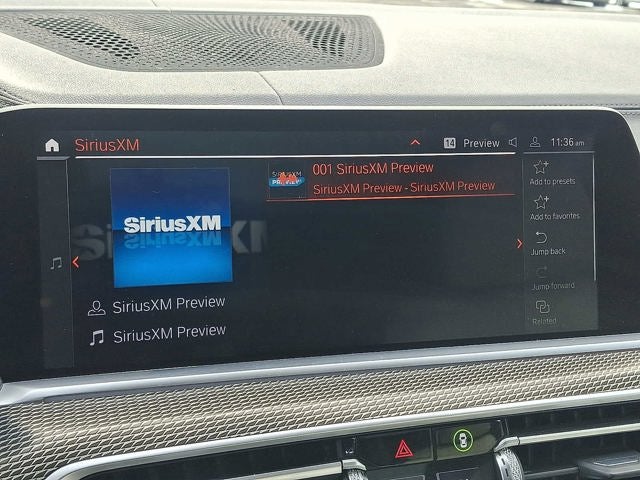 SiriusXM
14 Preview
11:36 am
SiriusXM
001 SiriusXM Preview
SiriusXM Preview - SiriusXM Preview
SiriusXM Preview
SiriusXM Preview
Add to presets
Add to favorites
Jump back
Jump forward
Related